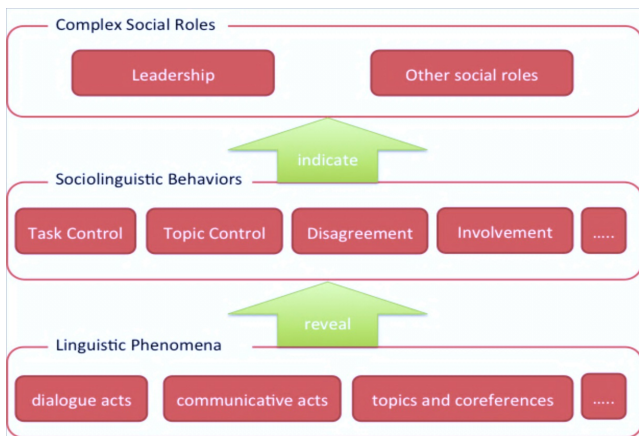 Complex Social Roles
Leadership
Other social roles
indicate
Sociolinguistic Behaviors
Task Control
Topic Control
Disagreement
Involvement
.....
reveal
Linguistic Phenomena
dialogue acts
communicative acts
topics and coreferences
.....